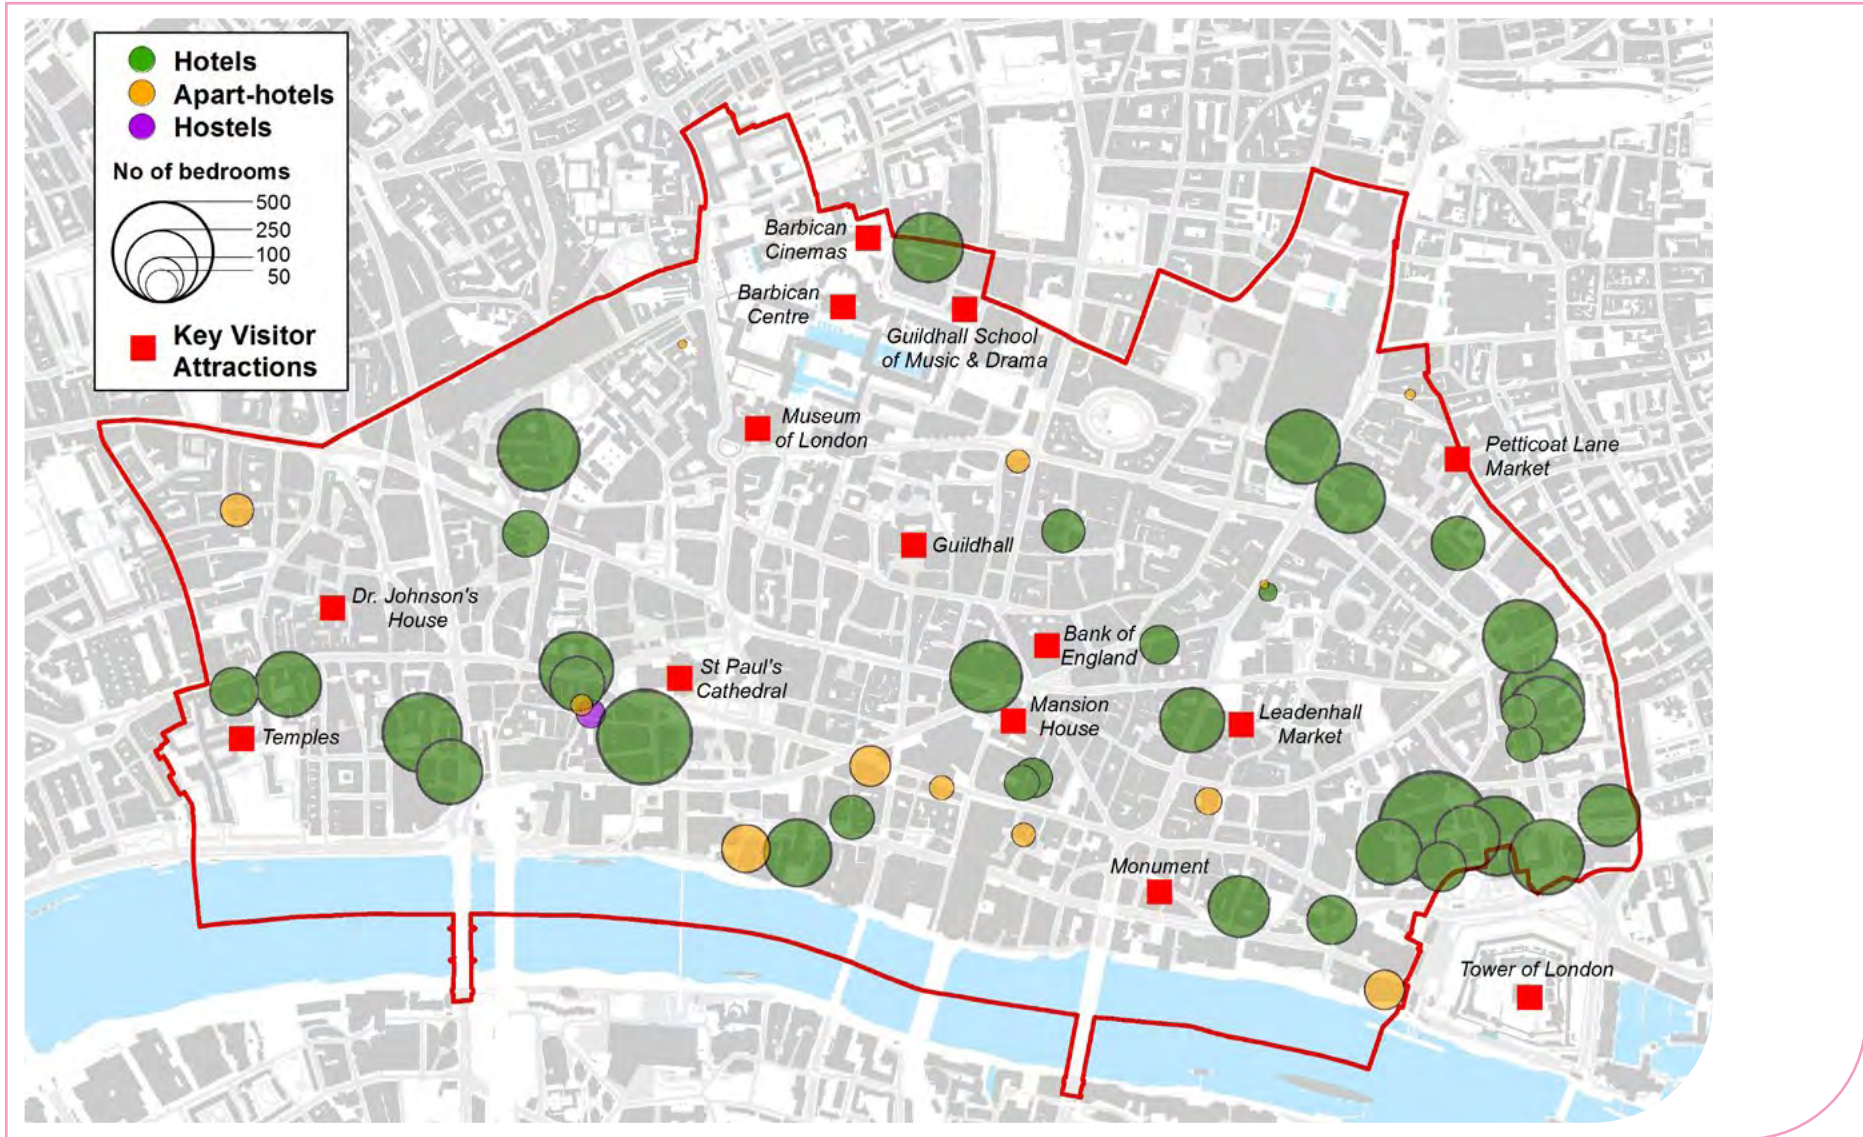 Hotels
Apart-hotels
Hostels
No of bedrooms
500
250
100
50
Key Visitor
Attractions
Barbican
Cinemas
Barbican
Centre
Guildhall School
of Music & Drama
Museum
of London
Petticoat Lane
Market
Guildhall
Dr. Johnson's
House
Bank of
England
St Paul's
Cathedral
Mansion
House
Leadenhall
Market
Temples
Monument
Tower of London